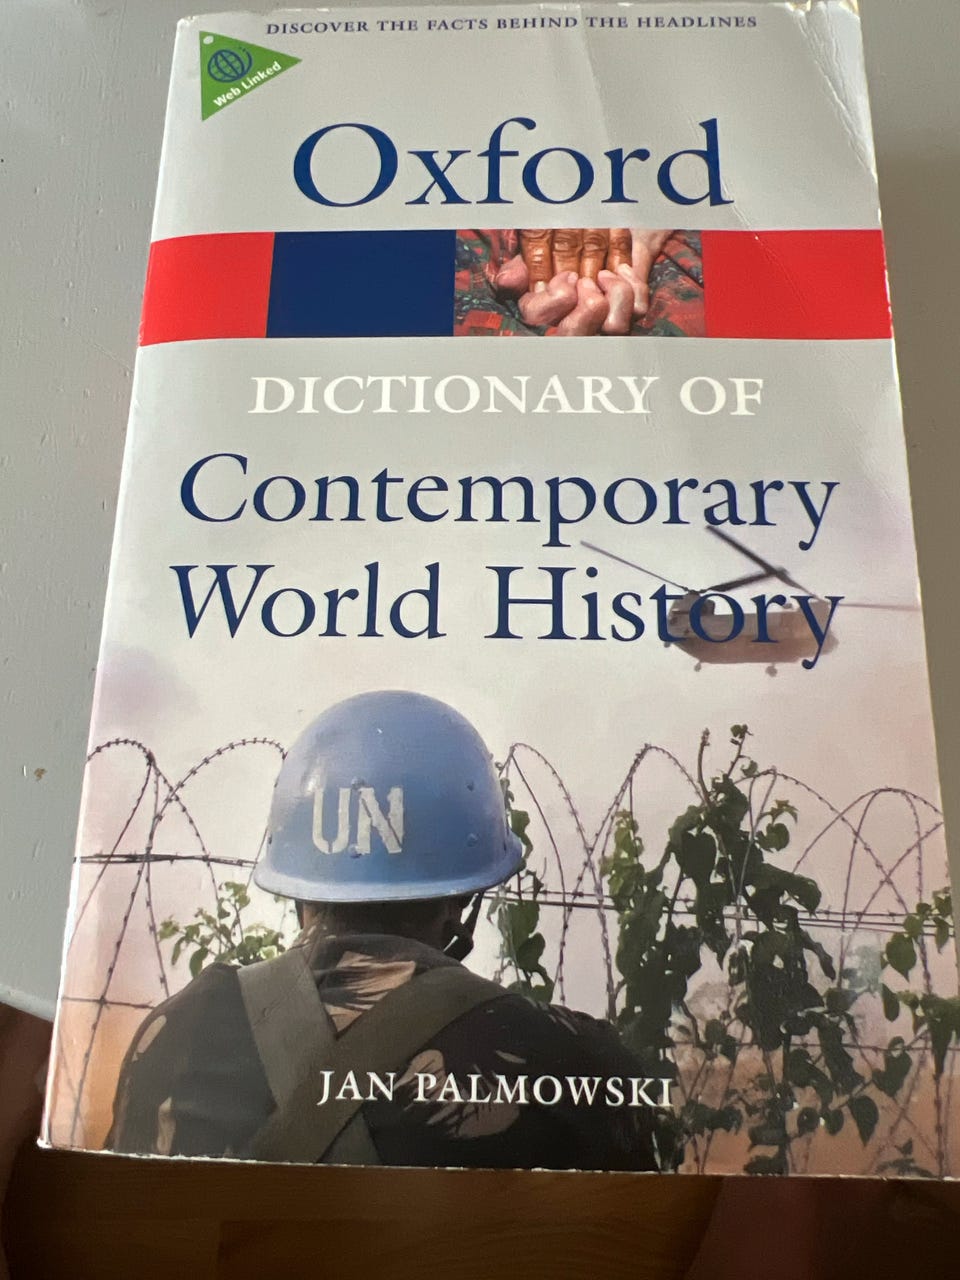 DISCOVER THE FACTS BEHIND THE HEADLINES
Web Linked
Oxford
DICTIONARY OF
Contemporary
World History
UN
JAN PALMOWSKI